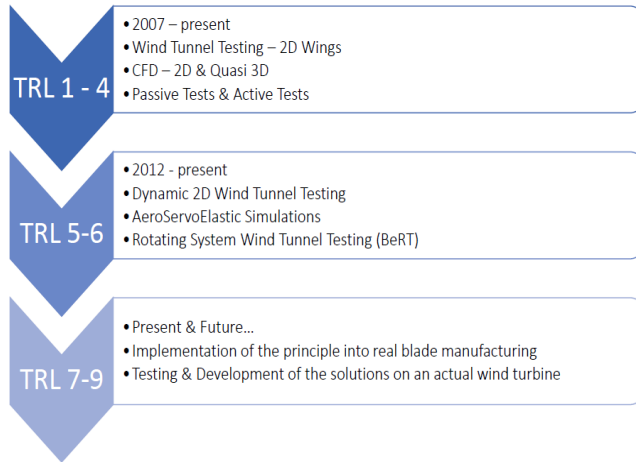 TRL 1 - 4
• 2007 – present
• Wind Tunnel Testing – 2D Wings
• CFD – 2D & Quasi 3D
• Passive Tests & Active Tests
TRL 5-6
• 2012 - present
• Dynamic 2D Wind Tunnel Testing
• AeroServoElastic Simulations
• Rotating System Wind Tunnel Testing (BeRT)
TRL 7-9
• Present & Future...
• Implementation of the principle into real blade manufacturing
• Testing & Development of the solutions on an actual wind turbine